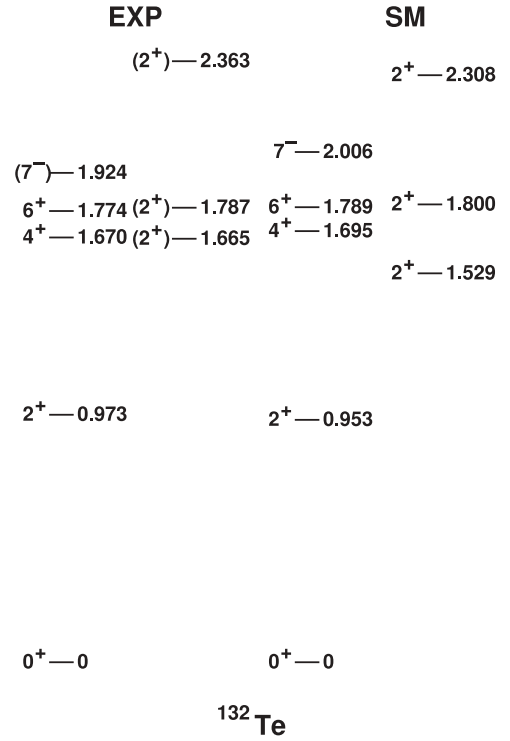 EXP SM
(2⁺) — 2.363
2⁺ — 2.308
7⁻ — 2.006
(7⁻) — 1.924
6⁺ — 1.774 (2⁺) — 1.787 6⁺ — 1.789 2⁺ — 1.800
4⁺ — 1.670 (2⁺) — 1.665 4⁺ — 1.695
2⁺ — 1.529
2⁺ — 0.973 2⁺ — 0.953
0⁺ — 0 0⁺ — 0
¹³²Te